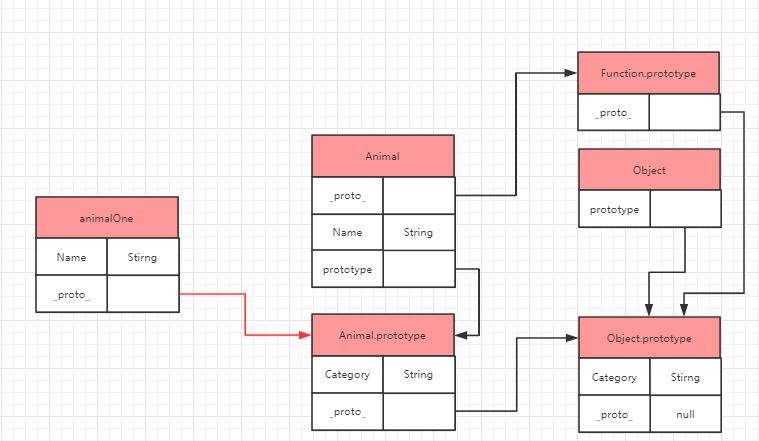 Function.prototype
_proto_
Animal
Object
_proto_
prototype
animalOne
Name String
Name Stirng
prototype
_proto_
Animal.prototype
Object.prototype
Category String
Category Stirng
_proto_
_proto_ null